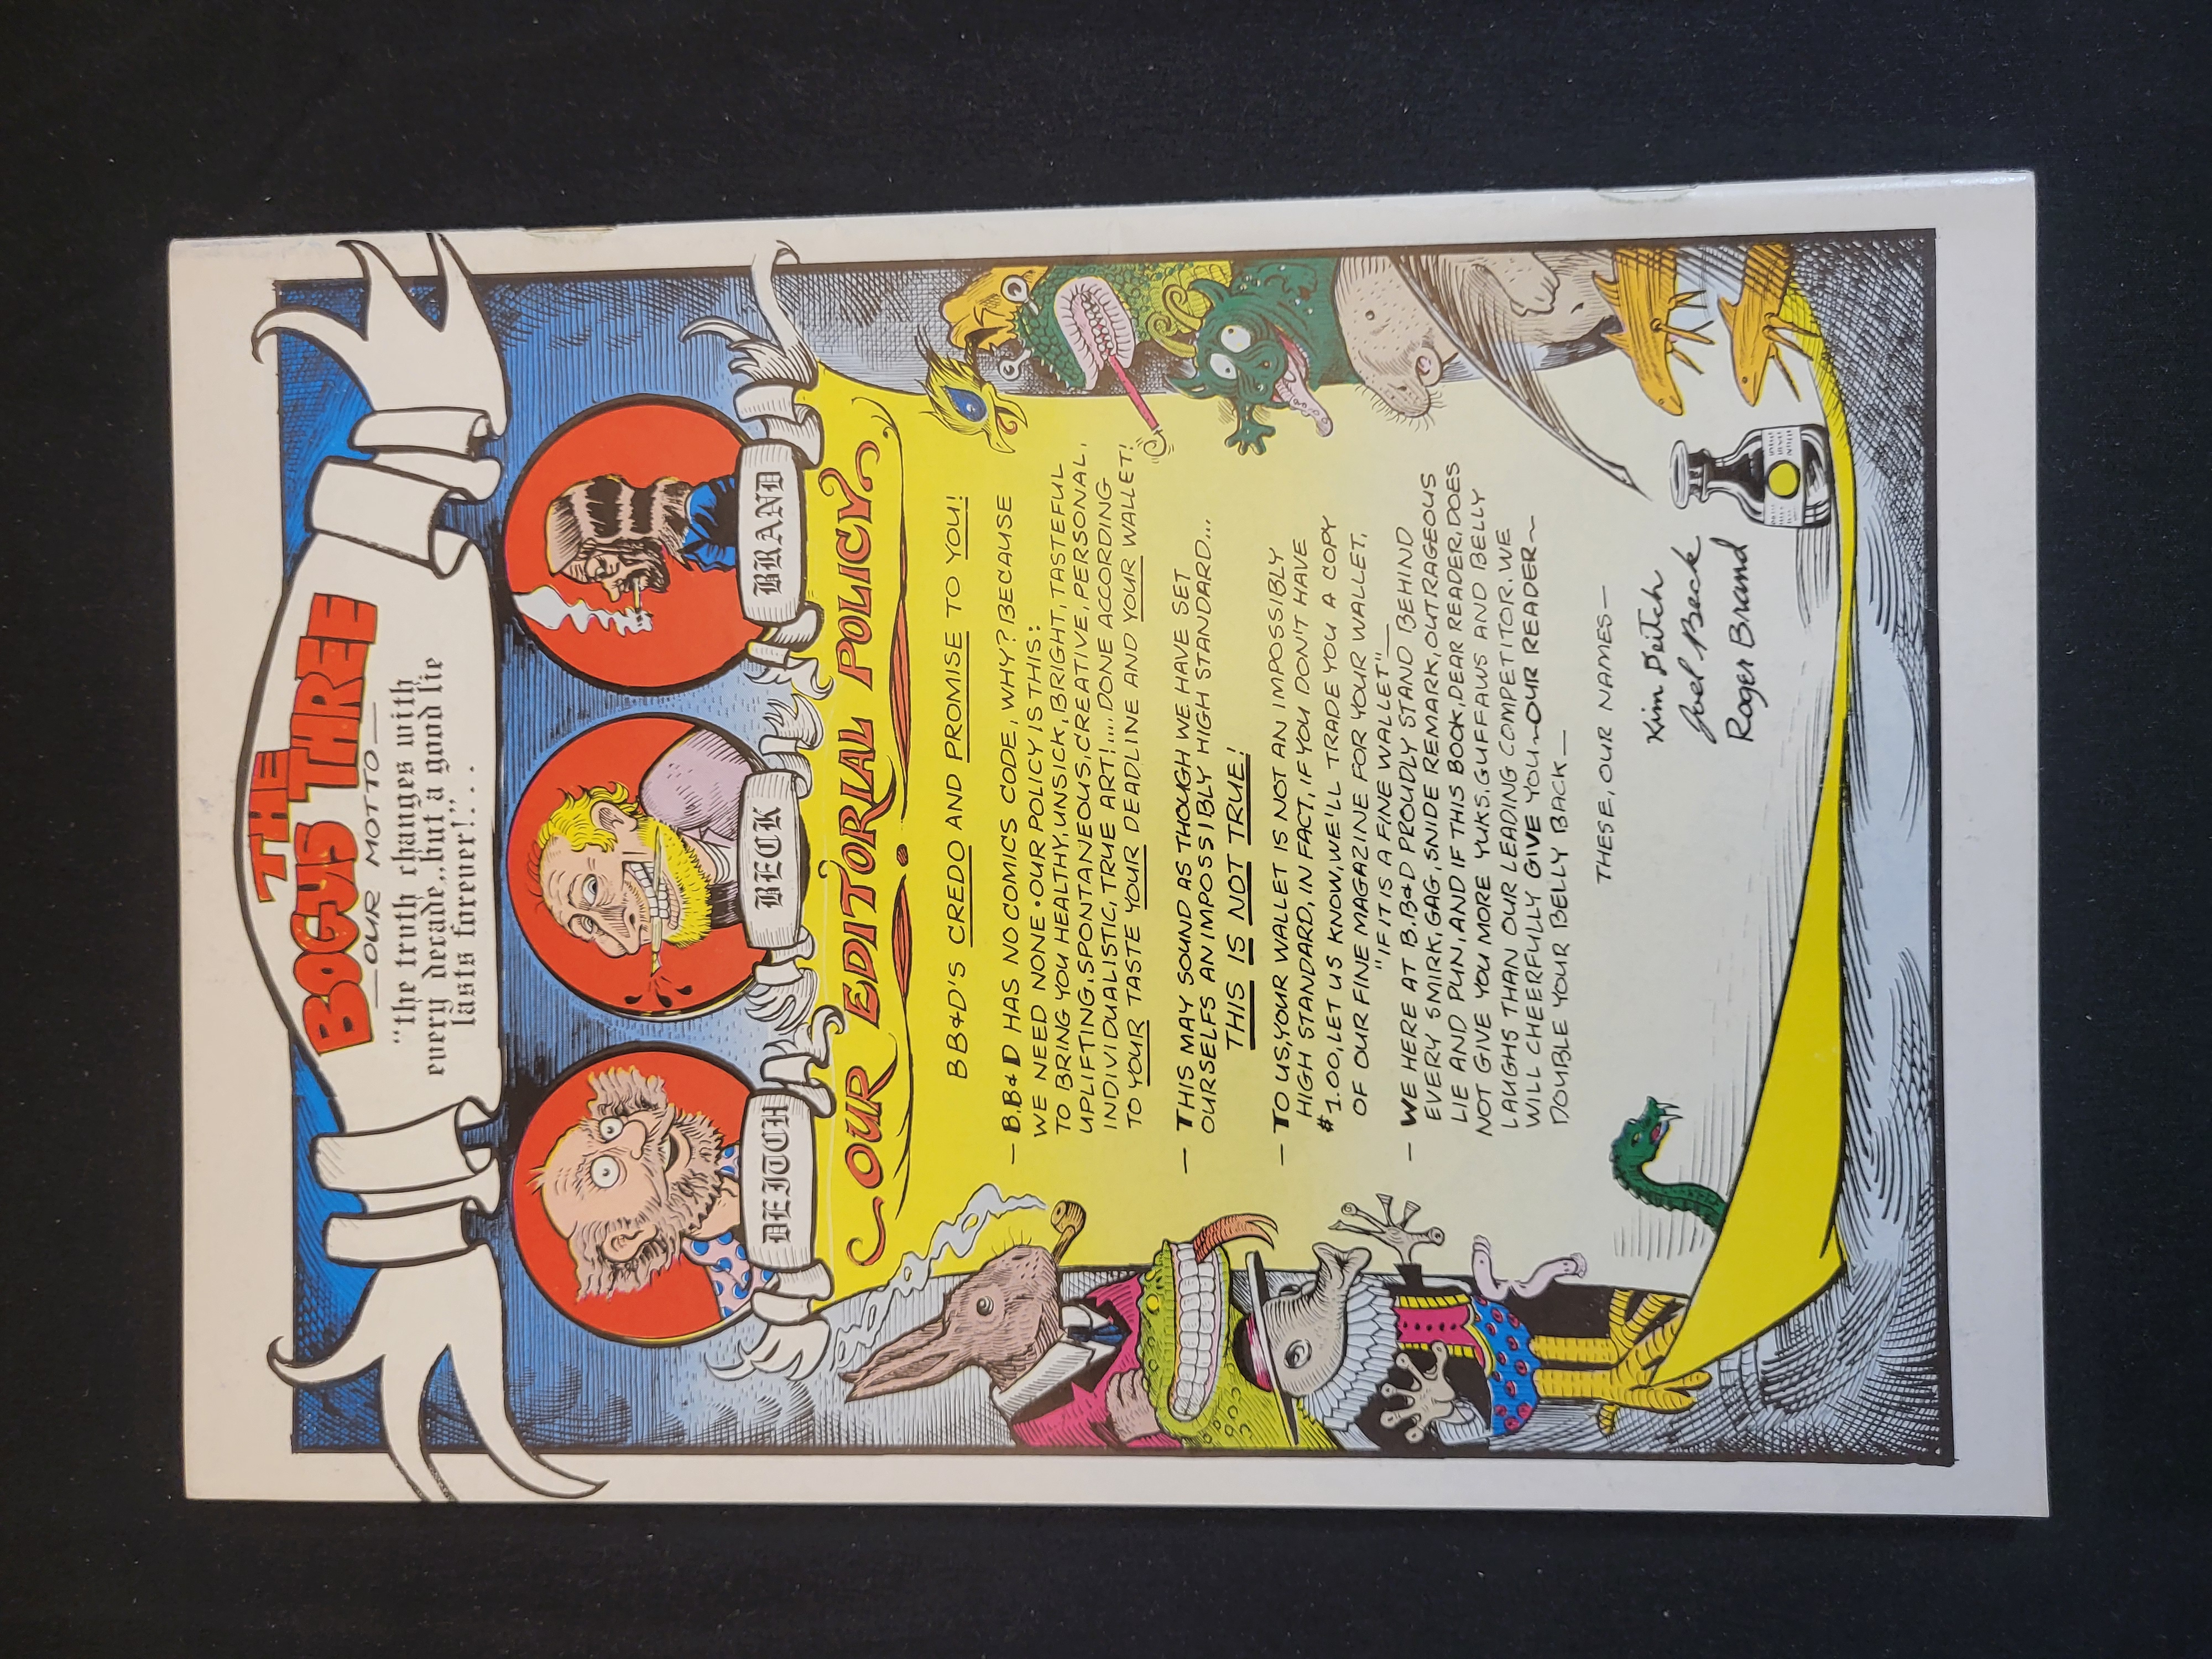 THE
BOGUS THREE
—OUR MOTTO—
"the truth changes with
every decade,..but a good lie
lasts forever!"...
DEITCH
BECK
BRAND
OUR EDITORIAL POLICY
BB&D'S CREDO AND PROMISE TO YOU!
— B.B&D HAS NO COMICS CODE, WHY? BECAUSE
WE NEED NONE • OUR POLICY IS THIS:
TO BRING YOU HEALTHY, UNSICK, BRIGHT, TASTEFUL
UPLIFTING, SPONTANEOUS, CREATIVE, PERSONAL,
INDIVIDUALISTIC, TRUE ART!.... DONE ACCORDING
TO YOUR TASTE YOUR DEADLINE AND YOUR WALLET!
— THIS MAY SOUND AS THOUGH WE HAVE SET
OURSELFS AN IMPOSSIBLY HIGH STANDARD...
THIS IS NOT TRUE!
— TO US, YOUR WALLET IS NOT AN IMPOSSIBLY
HIGH STANDARD, IN FACT, IF YOU DON'T HAVE
$1.00, LET US KNOW, WE'LL TRADE YOU A COPY
OF OUR FINE MAGAZINE FOR YOUR WALLET,
"IF IT IS A FINE WALLET"—
— WE HERE AT B.B&D PROUDLY STAND BEHIND
EVERY SMIRK, GAG, SNIDE REMARK, OUTRAGEOUS
LIE AND PUN, AND IF THIS BOOK, DEAR READER, DOES
NOT GIVE YOU MORE YUKS, GUFFAWS AND BELLY
LAUGHS THAN OUR LEADING COMPETITOR. WE
WILL CHEERFULLY GIVE YOU~OUR READER~
DOUBLE YOUR BELLY BACK—
THESE, OUR NAMES—
Kim Deitch
Joel Beck
Roger Brand